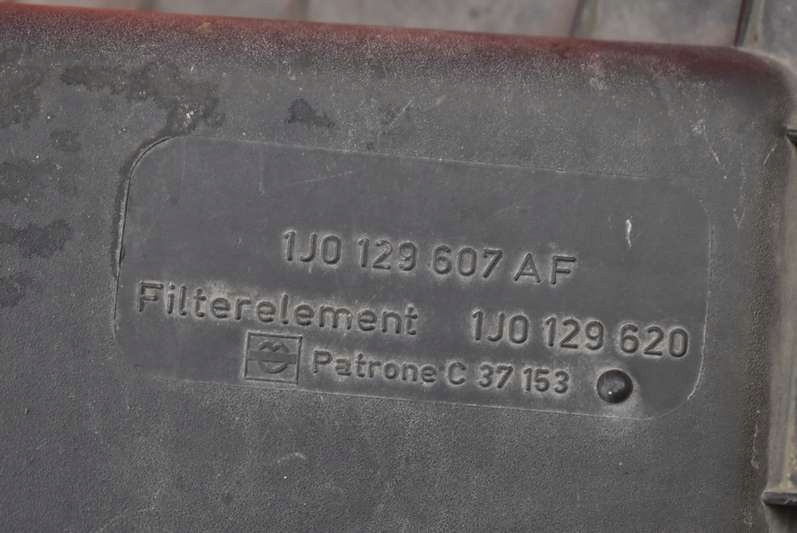 1J0 129 607 AF
Filterelement 1J0 129 620
Patrone C 37 153